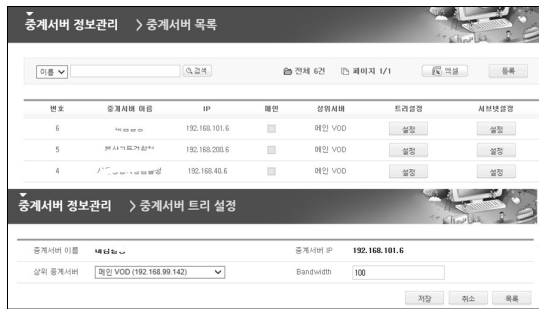 중계서버 정보관리 > 중계서버 목록
이름 검색 전체 6건 페이지 1/1 엑셀 등록
번호 중계서버 이름 IP 메인 상위서버 트리설정 서브넷설정
6 192.168.101.6 메인 VOD 설정 설정
5 192.168.200.6 메인 VOD 설정 설정
4 192.168.40.6 메인 VOD 설정 설정
중계서버 정보관리 > 중계서버 트리 설정
중계서버 이름 중계서버 IP 192.168.101.6
상위 중계서버 메인 VOD (192.168.99.142) Bandwidth 100
저장 취소 목록